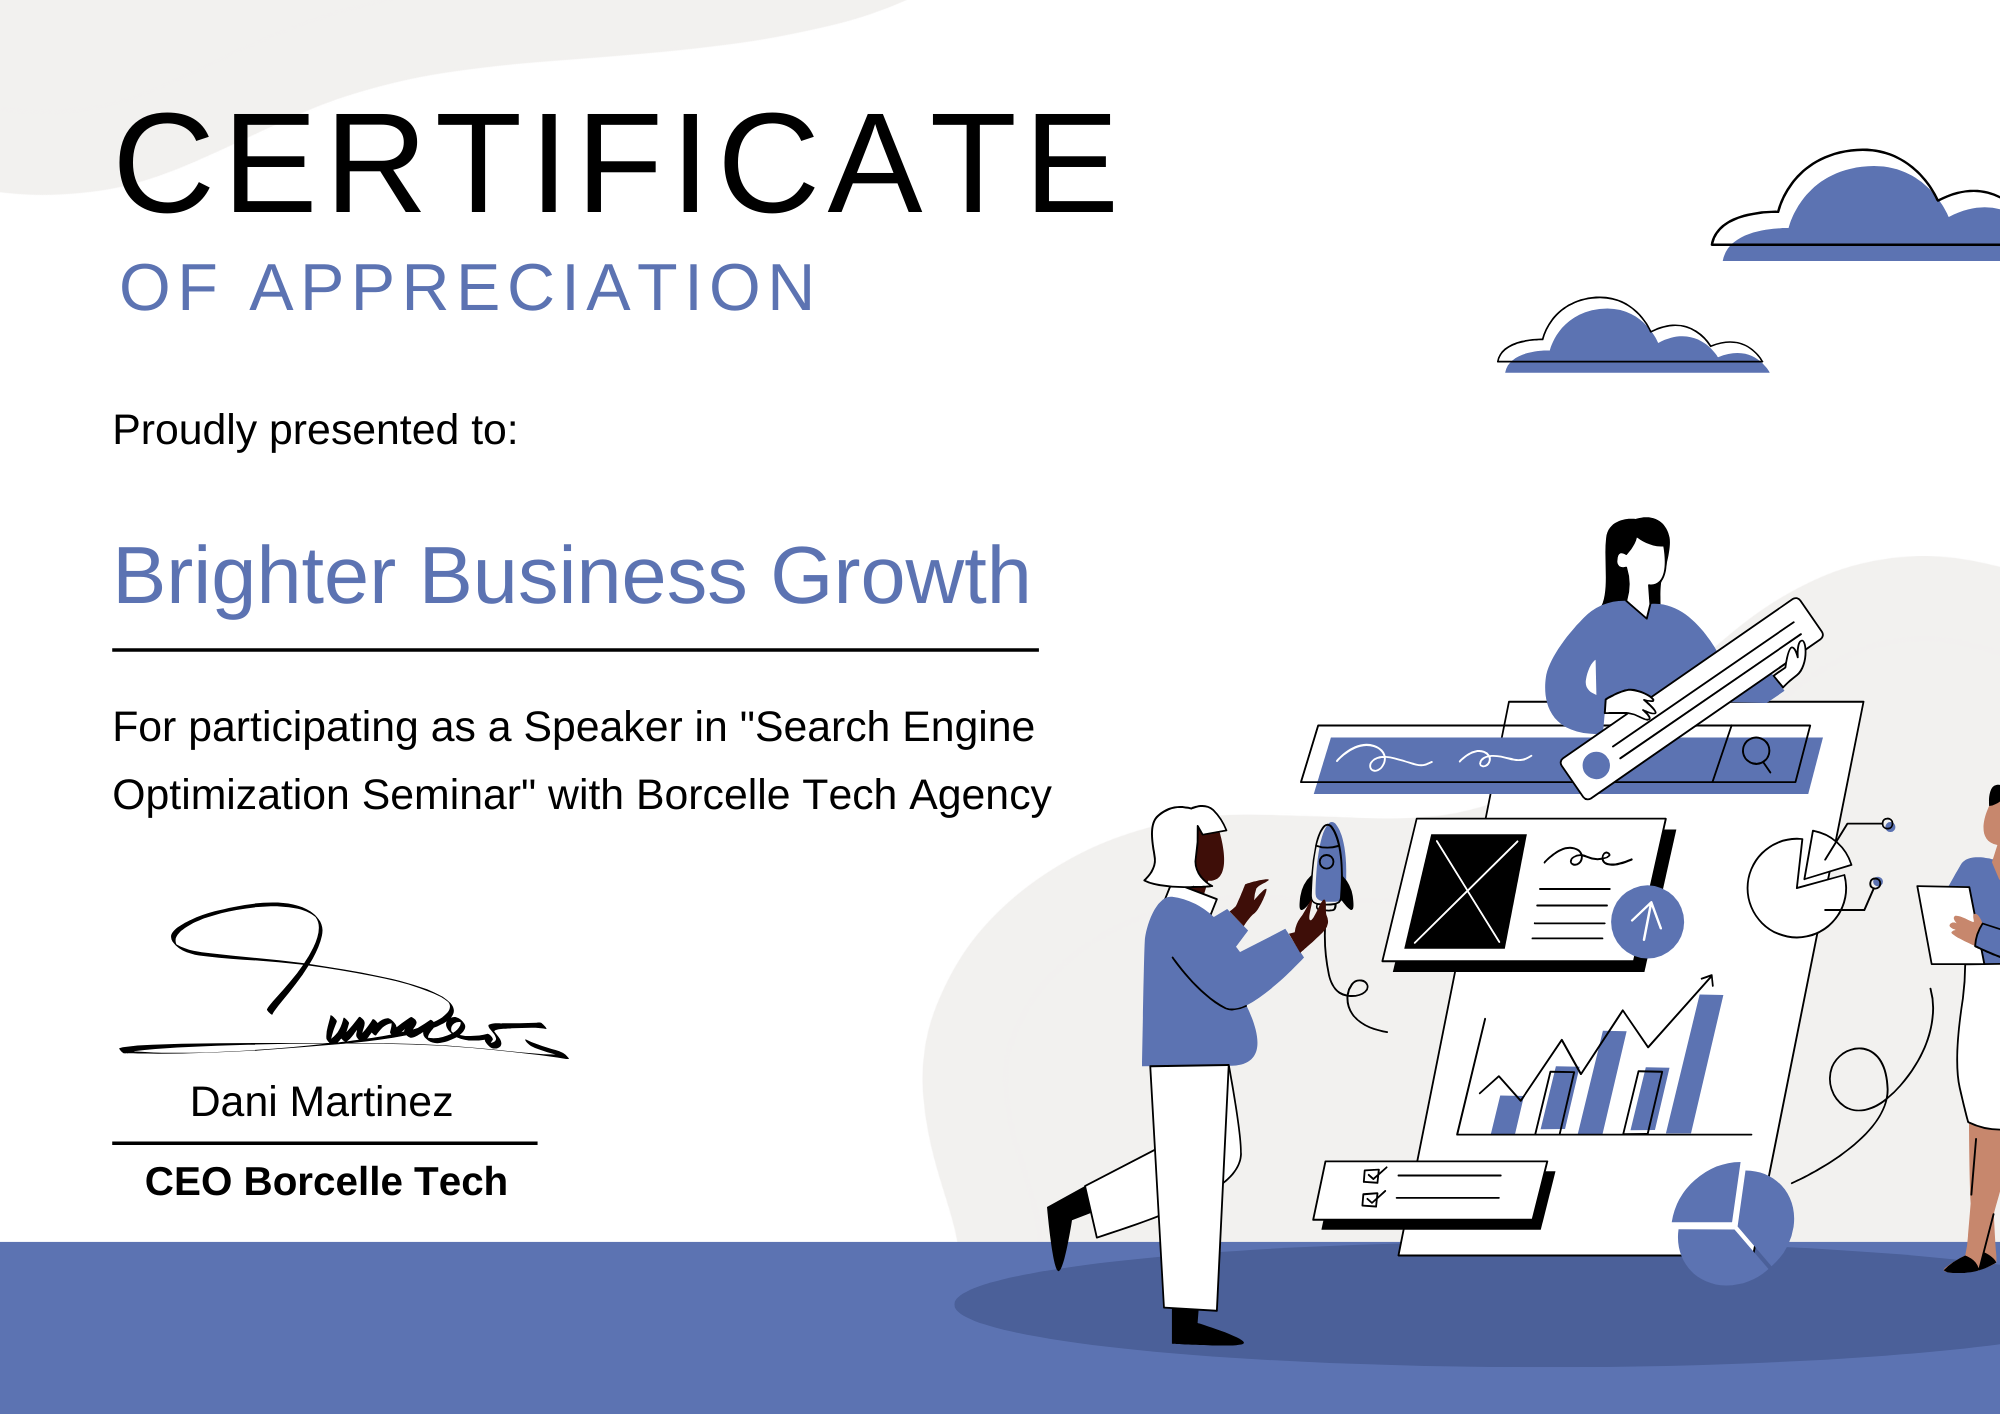 CERTIFICATE
OF APPRECIATION
Proudly presented to:
Brighter Business Growth
For participating as a Speaker in "Search Engine
Optimization Seminar" with Borcelle Tech Agency
Dani Martinez
CEO Borcelle Tech